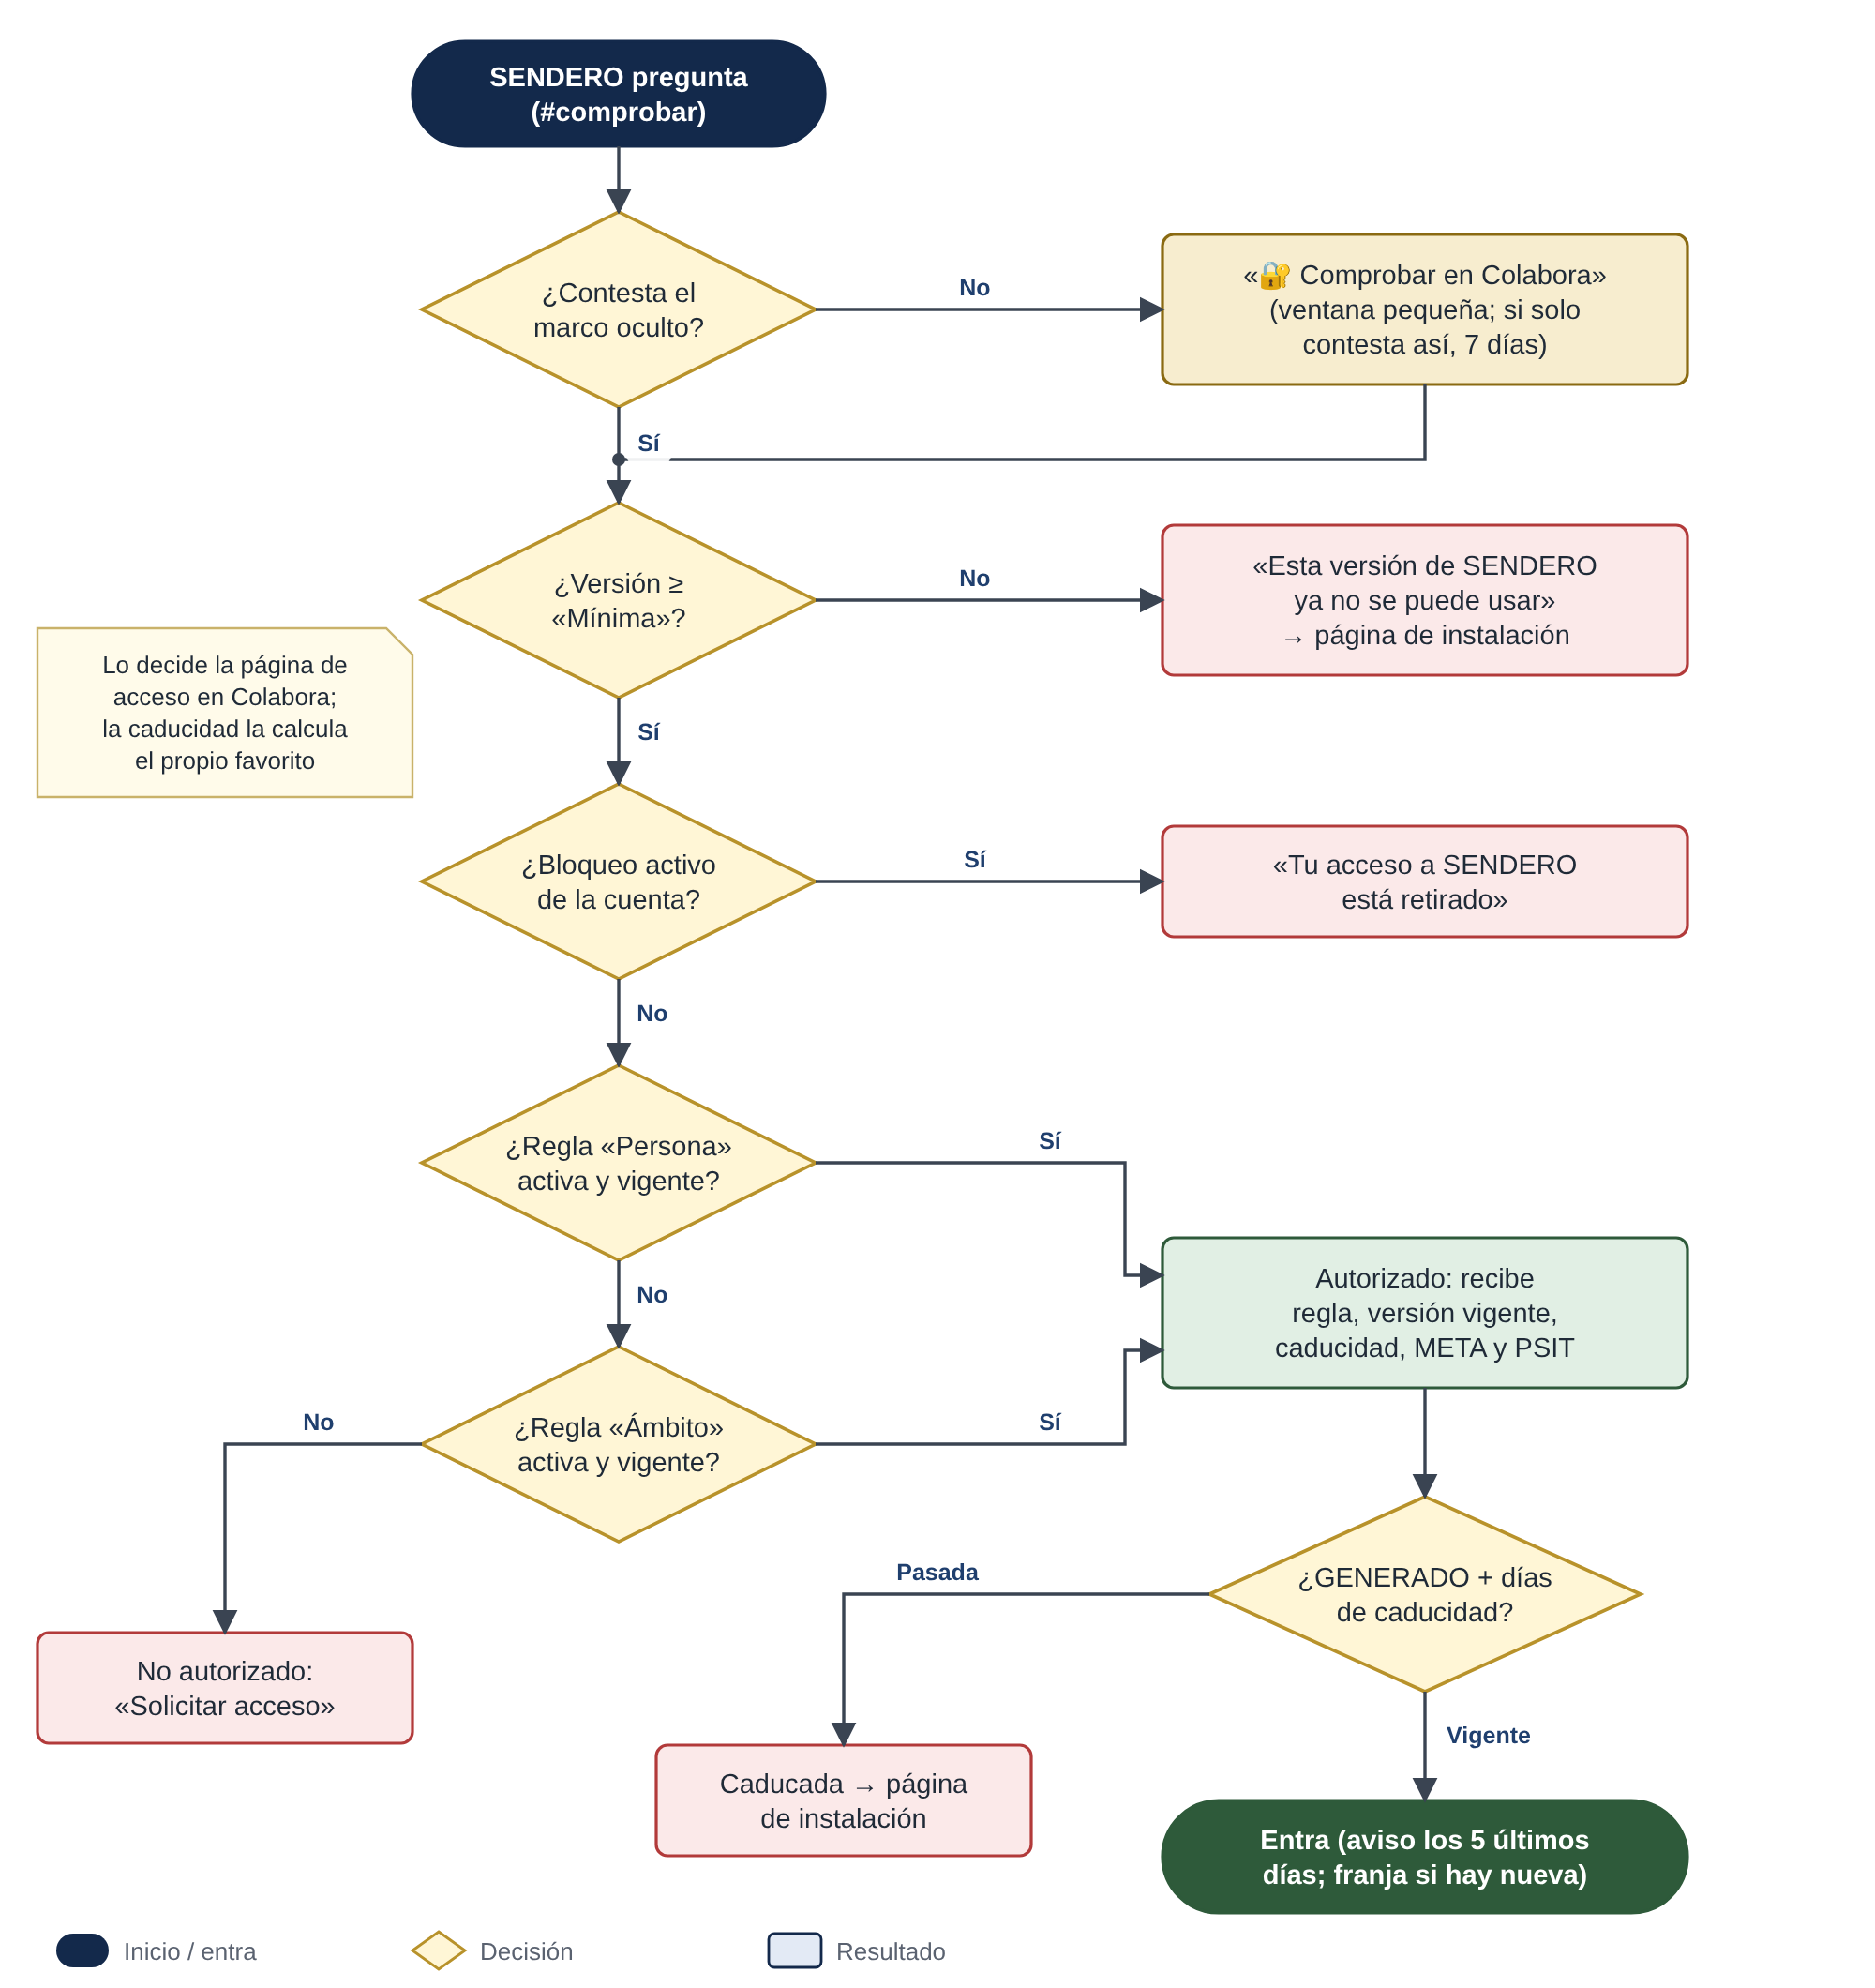 SENDERO pregunta
(#comprobar)
¿Contesta el
marco oculto?
No
«🔐 Comprobar en Colabora»
(ventana pequeña; si solo
contesta así, 7 días)
Sí
¿Versión ≥
«Mínima»?
No
«Esta versión de SENDERO
ya no se puede usar»
→ página de instalación
Lo decide la página de
acceso en Colabora;
la caducidad la calcula
el propio favorito
Sí
¿Bloqueo activo
de la cuenta?
Sí
«Tu acceso a SENDERO
está retirado»
No
¿Regla «Persona»
activa y vigente?
Sí
No
Autorizado: recibe
regla, versión vigente,
caducidad, META y PSIT
¿Regla «Ámbito»
activa y vigente?
No
Sí
¿GENERADO + días
de caducidad?
Pasada
No autorizado:
«Solicitar acceso»
Vigente
Caducada → página
de instalación
Entra (aviso los 5 últimos
días; franja si hay nueva)
Inicio / entra
Decisión
Resultado